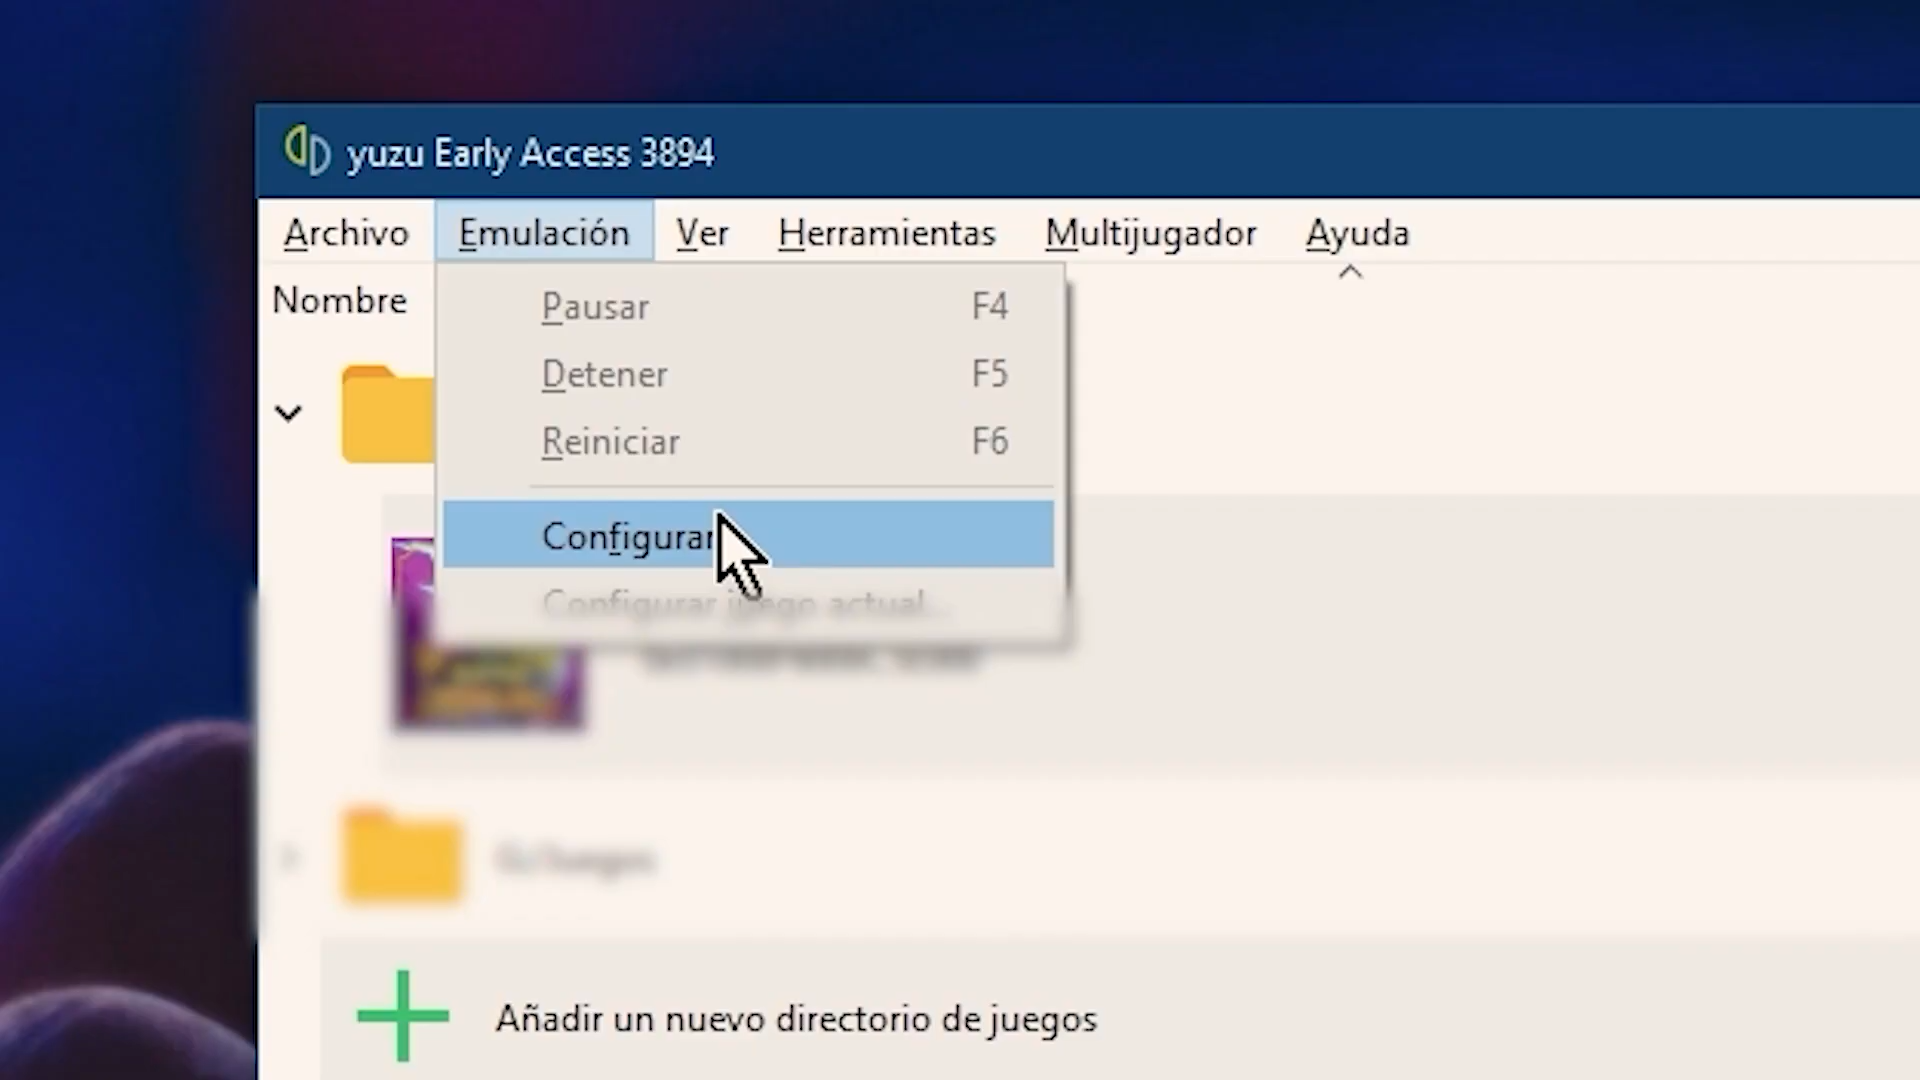 yuzu Early Access 3894
Archivo Emulación Ver Herramientas Multijugador Ayuda
Nombre
Pausar F4
Detener F5
Reiniciar F6
Configurar
Configurar juego actual...
Añadir un nuevo directorio de juegos